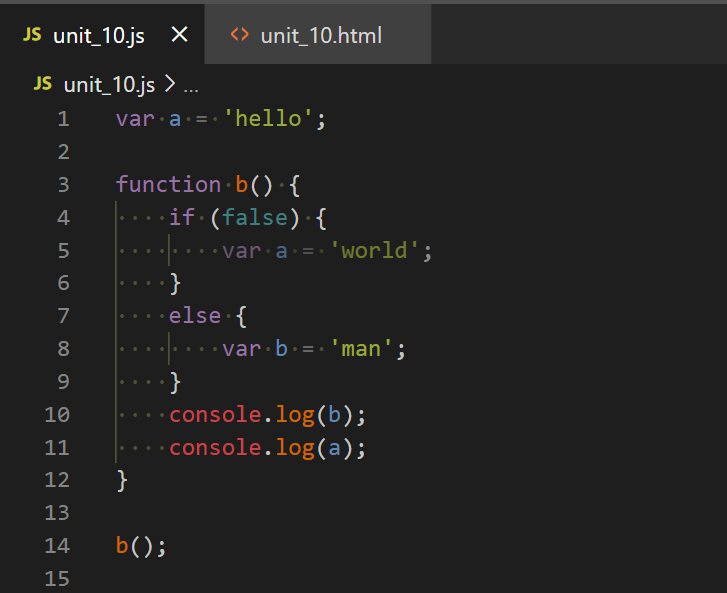 JS unit_10.js × <> unit_10.html
JS unit_10.js > ...
1 var a = 'hello';
2
3 function b() {
4     if (false) {
5         var a = 'world';
6     }
7     else {
8         var b = 'man';
9     }
10     console.log(b);
11     console.log(a);
12 }
13
14 b();
15